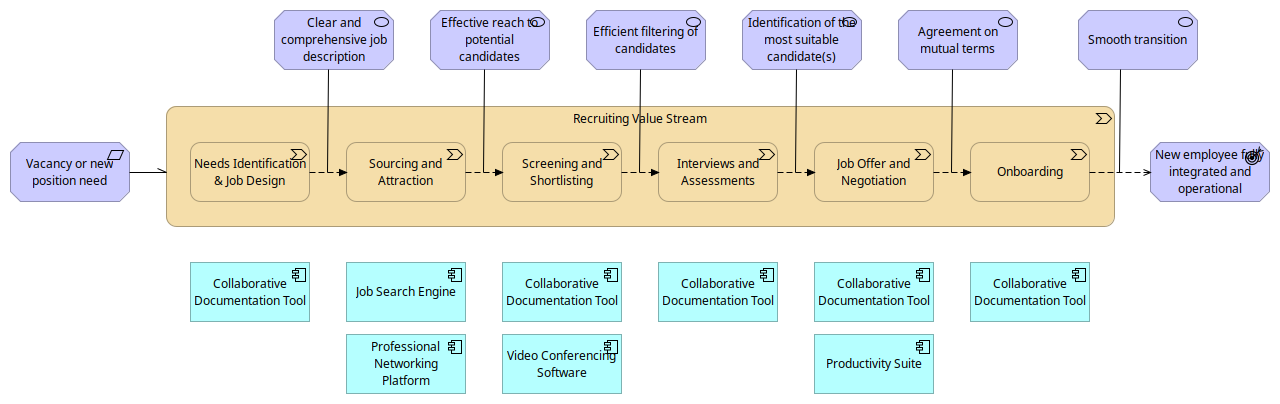 Clear and
comprehensive job
description
Effective reach to
potential
candidates
Efficient filtering of
candidates
Identification of the
most suitable
candidate(s)
Agreement on
mutual terms
Smooth transition
Recruiting Value Stream
Vacancy or new
position need
Needs Identification
& Job Design
Sourcing and
Attraction
Screening and
Shortlisting
Interviews and
Assessments
Job Offer and
Negotiation
Onboarding
New employee fully
integrated and
operational
Collaborative
Documentation Tool
Job Search Engine
Collaborative
Documentation Tool
Collaborative
Documentation Tool
Collaborative
Documentation Tool
Collaborative
Documentation Tool
Professional
Networking
Platform
Video Conferencing
Software
Productivity Suite